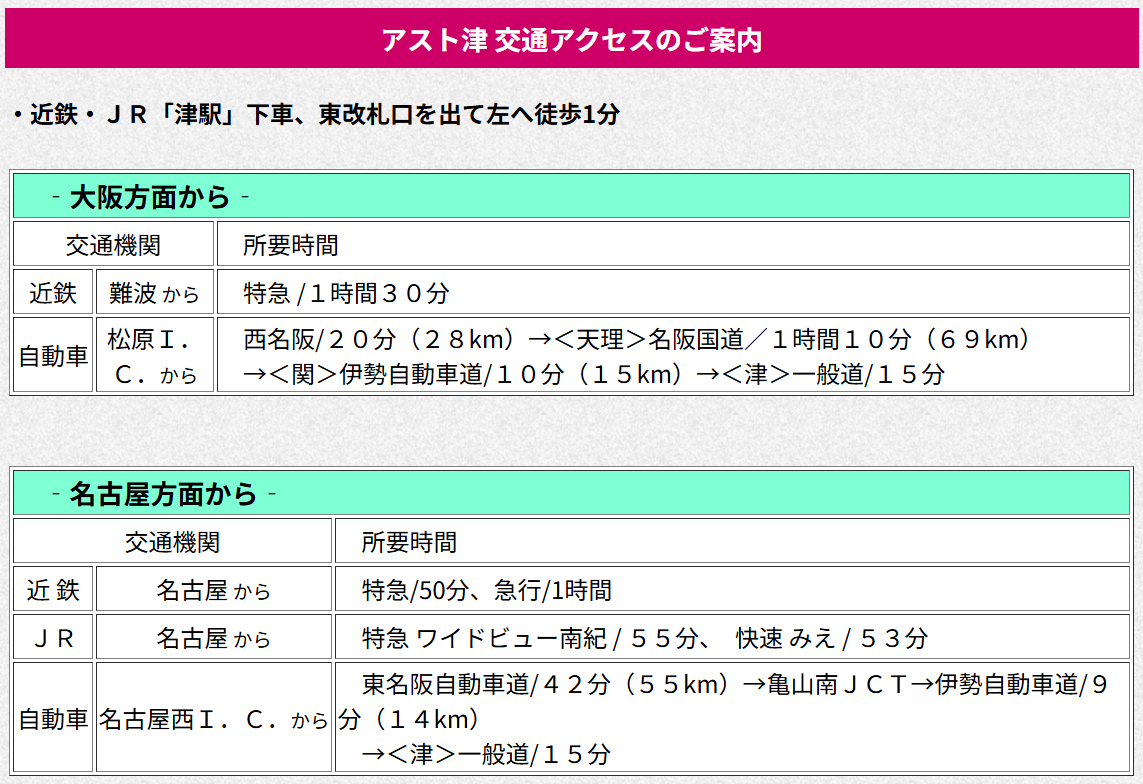 アスト津 交通アクセスのご案内
・近鉄・ＪＲ「津駅」下車、東改札口を出て左へ徒歩1分
‐ 大阪方面から ‐
交通機関
所要時間
近鉄
難波 から
特急 /１時間３０分
自動車
松原Ｉ．
Ｃ．から
西名阪/２０分（２８km）→＜天理＞名阪国道／１時間１０分（６９km）
→＜関＞伊勢自動車道/１０分（１５km）→＜津＞一般道/１５分
‐ 名古屋方面から ‐
交通機関
所要時間
近 鉄
名古屋 から
特急/50分、急行/1時間
ＪＲ
名古屋 から
特急 ワイドビュー南紀 / ５５分、 快速 みえ / ５３分
自動車
名古屋西Ｉ．Ｃ．から
東名阪自動車道/４２分（５５km）→亀山南ＪＣＴ→伊勢自動車道/９
分（１４km）
→＜津＞一般道/１５分